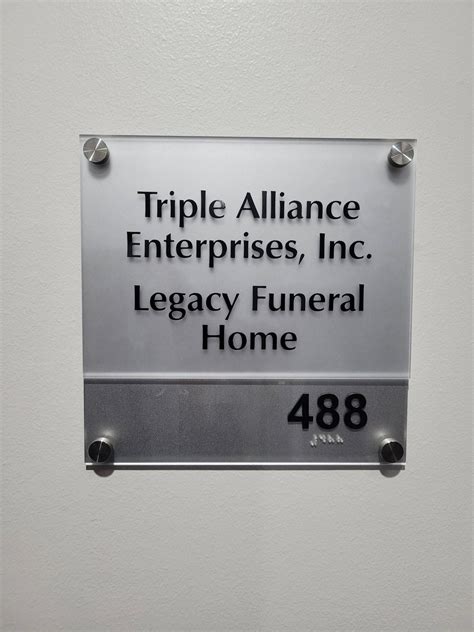 Triple Alliance
Enterprises, Inc.
Legacy Funeral
Home
488
⠼⠙⠓⠓